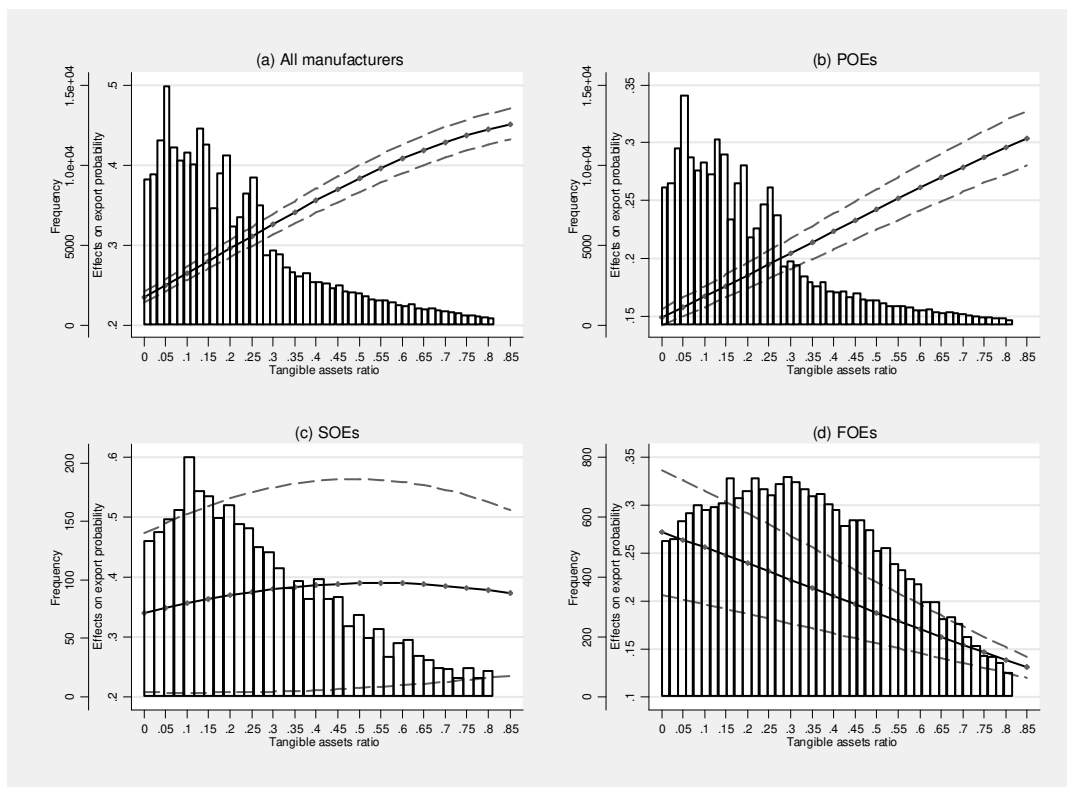 (a) All manufacturers
Frequency
0 5000 1.0e+04 1.5e+04
Effects on export probability
.2 .3 .4 .5
0 .05 .1 .15 .2 .25 .3 .35 .4 .45 .5 .55 .6 .65 .7 .75 .8 .85
Tangible assets ratio
(b) POEs
Frequency
0 5000 1.0e+04 1.5e+04
Effects on export probability
.15 .2 .25 .3 .35
0 .05 .1 .15 .2 .25 .3 .35 .4 .45 .5 .55 .6 .65 .7 .75 .8 .85
Tangible assets ratio
(c) SOEs
Frequency
0 50 100 150 200
Effects on export probability
.2 .3 .4 .5 .6
0 .05 .1 .15 .2 .25 .3 .35 .4 .45 .5 .55 .6 .65 .7 .75 .8 .85
Tangible assets ratio
(d) FOEs
Frequency
0 200 400 600 800
Effects on export probability
.1 .15 .2 .25 .3 .35
0 .05 .1 .15 .2 .25 .3 .35 .4 .45 .5 .55 .6 .65 .7 .75 .8 .85
Tangible assets ratio